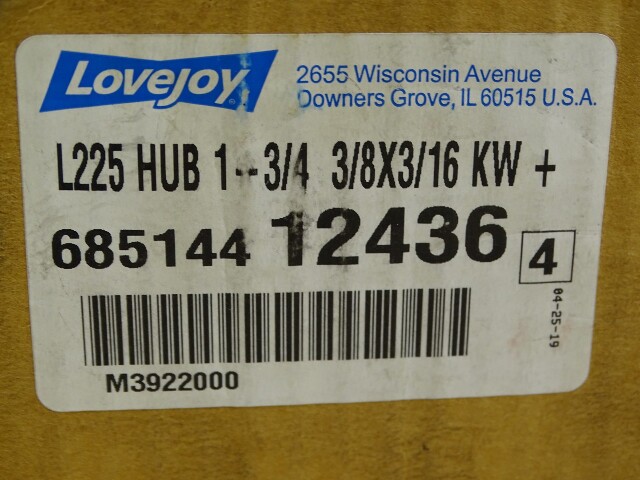 Lovejoy
2655 Wisconsin Avenue
Downers Grove, IL 60515 U.S.A.
L225 HUB 1--3/4 3/8X3/16 KW +
685144 12436 4
04-25-19
M3922000